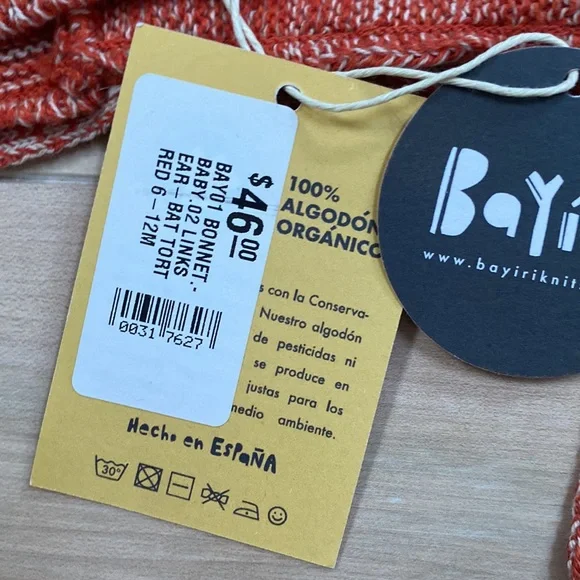 $ 46.00
BAY01 BONNET.-
BABY.02 LINKS
EAR-BAT TORT
RED 6-12M
0031 7627
100%
ALGODÓN
ORGÁNICO
s con la Conserva-
Nuestro algodón
de pesticidas ni
se produce en
justas para los
medio ambiente.
Hecho en ESPAÑA
30°
BaYí
www.bayiriknit